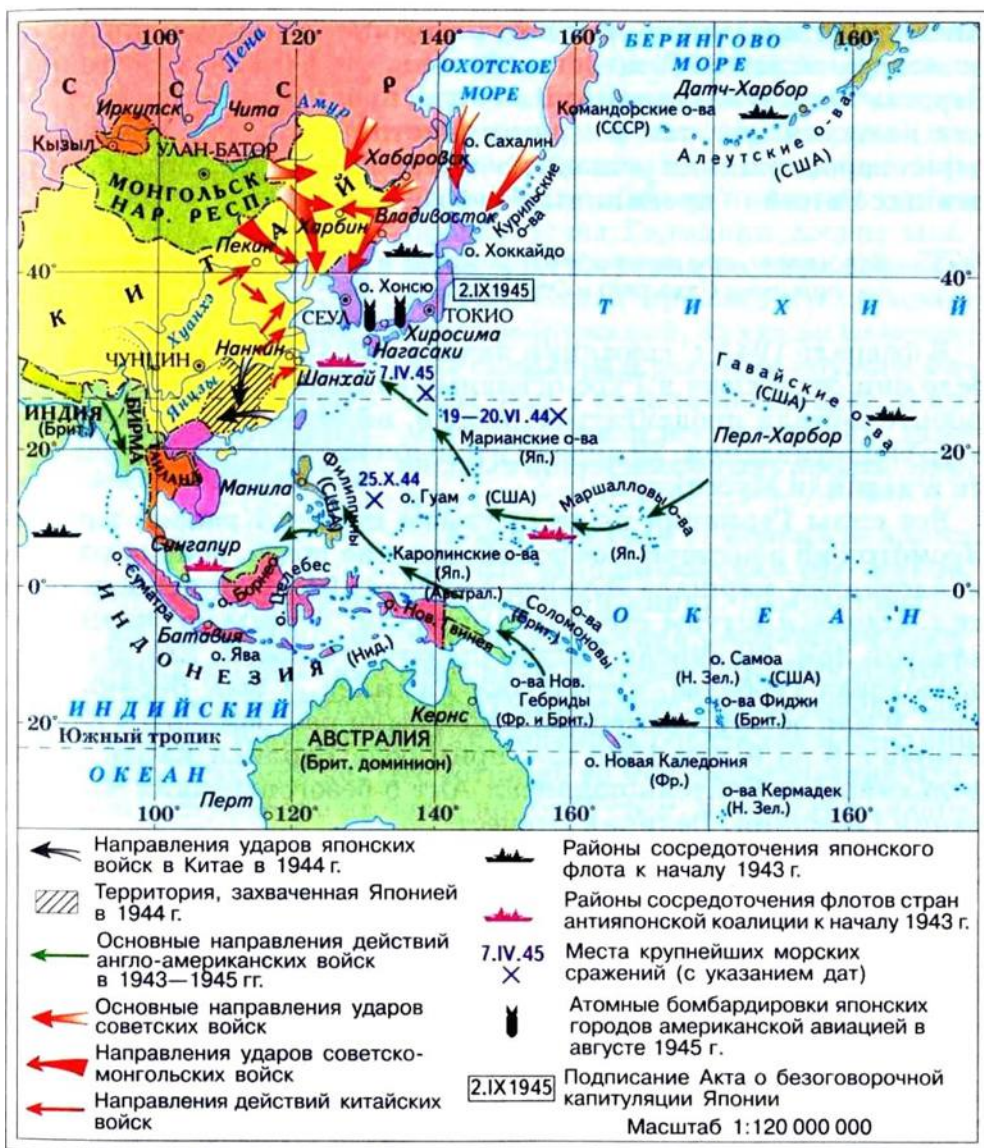 100°
120°
140°
160°
160°
С С С Р
Лена
Амур
ОХОТСКОЕ
МОРЕ
БЕРИНГОВО
МОРЕ
Датч-Харбор
Командорские о-ва
(СССР)
Алеутские о-ва
(США)
Иркутск
Чита
Кызыл
УЛАН-БАТОР
МОНГОЛЬСК.
НАР. РЕСП.
Хабаровск
о. Сахалин
Курильские
о-ва
Харбин
Владивосток
о. Хоккайдо
Пекин
КИТАЙ
40°
40°
о. Хонсю
2.IX1945
СЕУЛ
ТОКИО
Т И Х И Й
Хуанхэ
Хиросима
Нагасаки
ЧУНЦИН
Нанкин
Шанхай
7.IV.45
Янцзы
Гавайские о-ва
(США)
ИНДИЯ
(Брит.)
БИРМА
19—20.VI.44
Марианские о-ва
(Яп.)
Перл-Харбор
20°
20°
ТАИЛАНД
Манила
Филиппины
(США)
25.X.44
о. Гуам
(США)
Маршалловы о-ва
(Яп.)
Сингапур
Каролинские о-ва
(Яп.)
(Австрал.)
0°
0°
о. Суматра
о. Борнео
о. Целебес
о. Нов. Гвинея
о-ва
Соломоновы
(Брит.)
О К Е А Н
Батавия
о. Ява
ИНДОНЕЗИЯ
(Нид.)
о. Самоа
(Н. Зел.)
(США)
о-ва Нов.
Гебриды
(Фр. и Брит.)
о-ва Фиджи
(Брит.)
ИНДИЙСКИЙ
20°
20°
Кернс
Южный тропик
АВСТРАЛИЯ
(Брит. доминион)
ОКЕАН
о. Новая Каледония
(Фр.)
Перт
о-ва Кермадек
(Н. Зел.)
100°
120°
140°
160°
160°
Направления ударов японских
войск в Китае в 1944 г.
Территория, захваченная Японией
в 1944 г.
Основные направления действий
англо-американских войск
в 1943—1945 гг.
Основные направления ударов
советских войск
Направления ударов советско-
монгольских войск
Направления действий китайских
войск
Районы сосредоточения японского
флота к началу 1943 г.
Районы сосредоточения флотов стран
антияпонской коалиции к началу 1943 г.
7.IV.45
Места крупнейших морских
сражений (с указанием дат)
Атомные бомбардировки японских
городов американской авиацией в
августе 1945 г.
2.IX1945
Подписание Акта о безоговорочной
капитуляции Японии
Масштаб 1:120 000 000